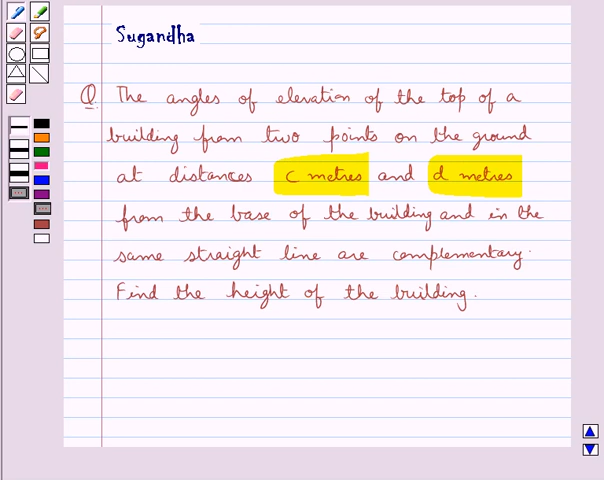 Sugandha
Q The angles of elevation of the top of a
building from two points on the ground
at distances c metres and d metres
from the base of the building and in the
same straight line are complementary.
Find the height of the building.